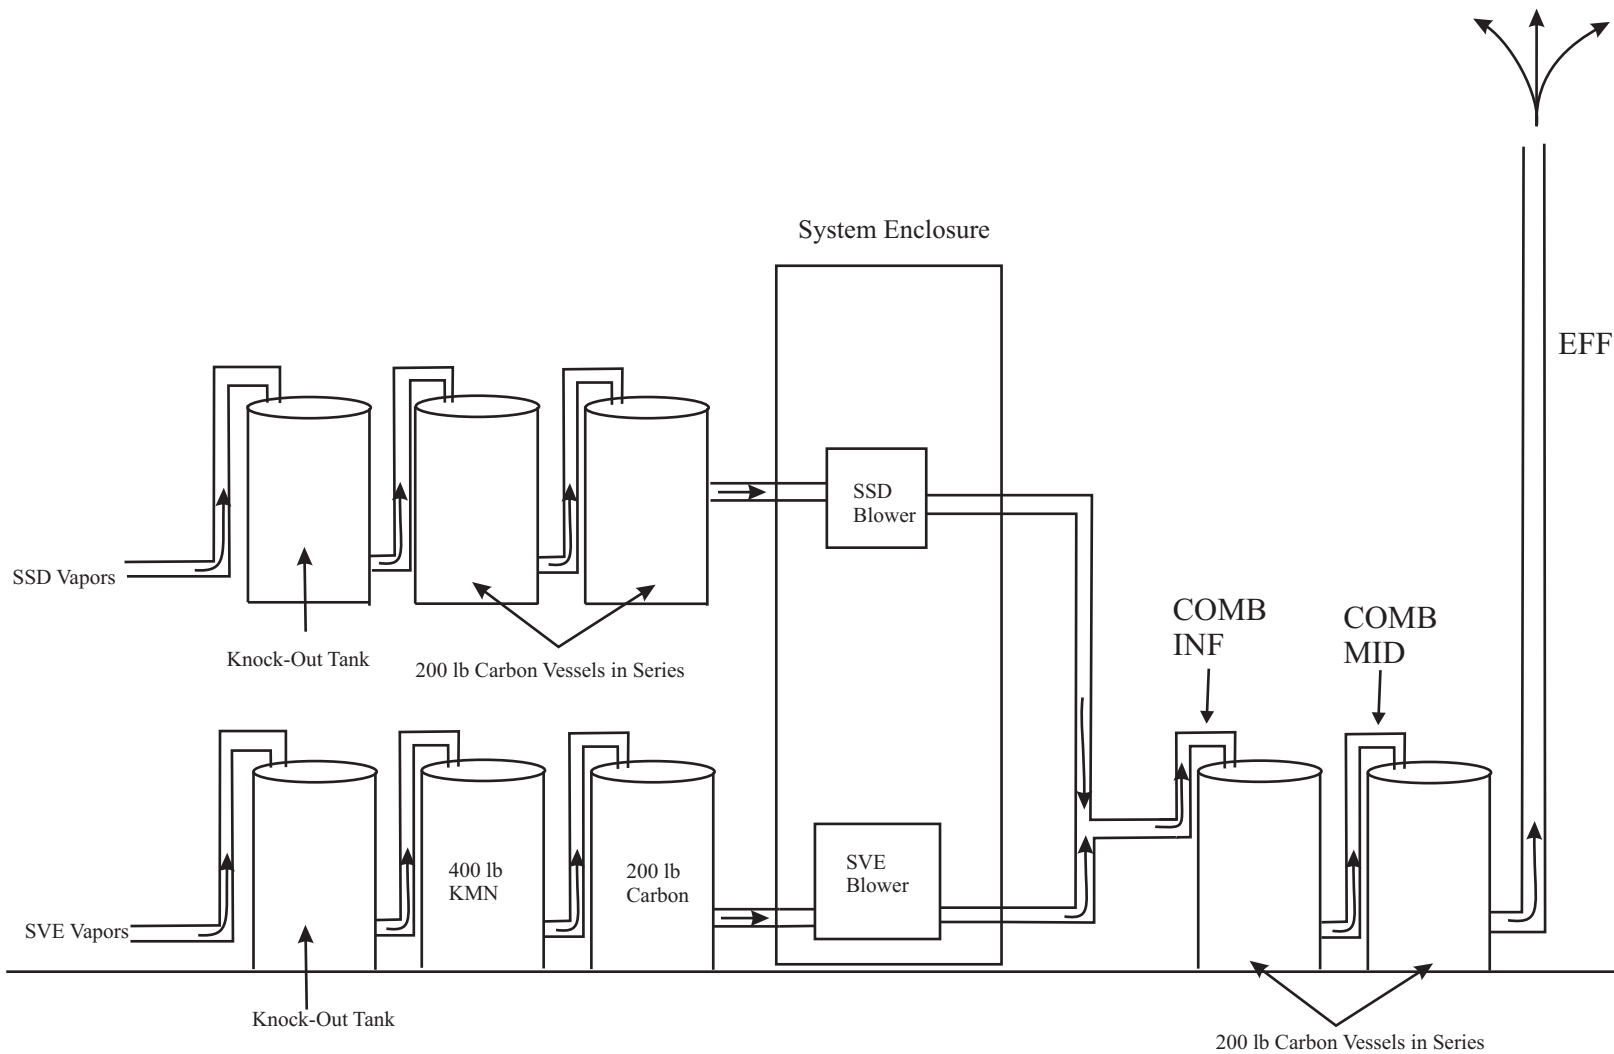 System Enclosure
EFF
SSD
Blower
SSD Vapors
Knock-Out Tank
200 lb Carbon Vessels in Series
COMB
INF
COMB
MID
400 lb
KMN
200 lb
Carbon
SVE
Blower
SVE Vapors
Knock-Out Tank
200 lb Carbon Vessels in Series